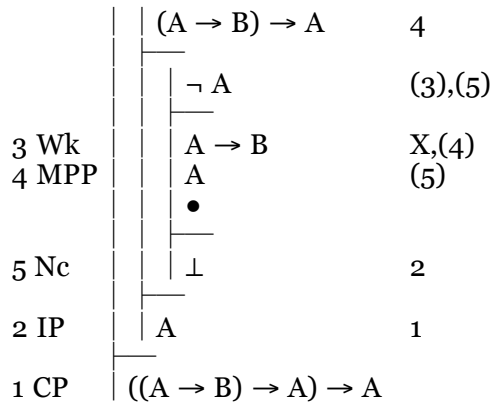 (A → B) → A 4
¬ A (3),(5)
3 Wk A → B X,(4)
4 MPP A (5)
●
5 Nc ⊥ 2
2 IP A 1
1 CP ((A → B) → A) → A